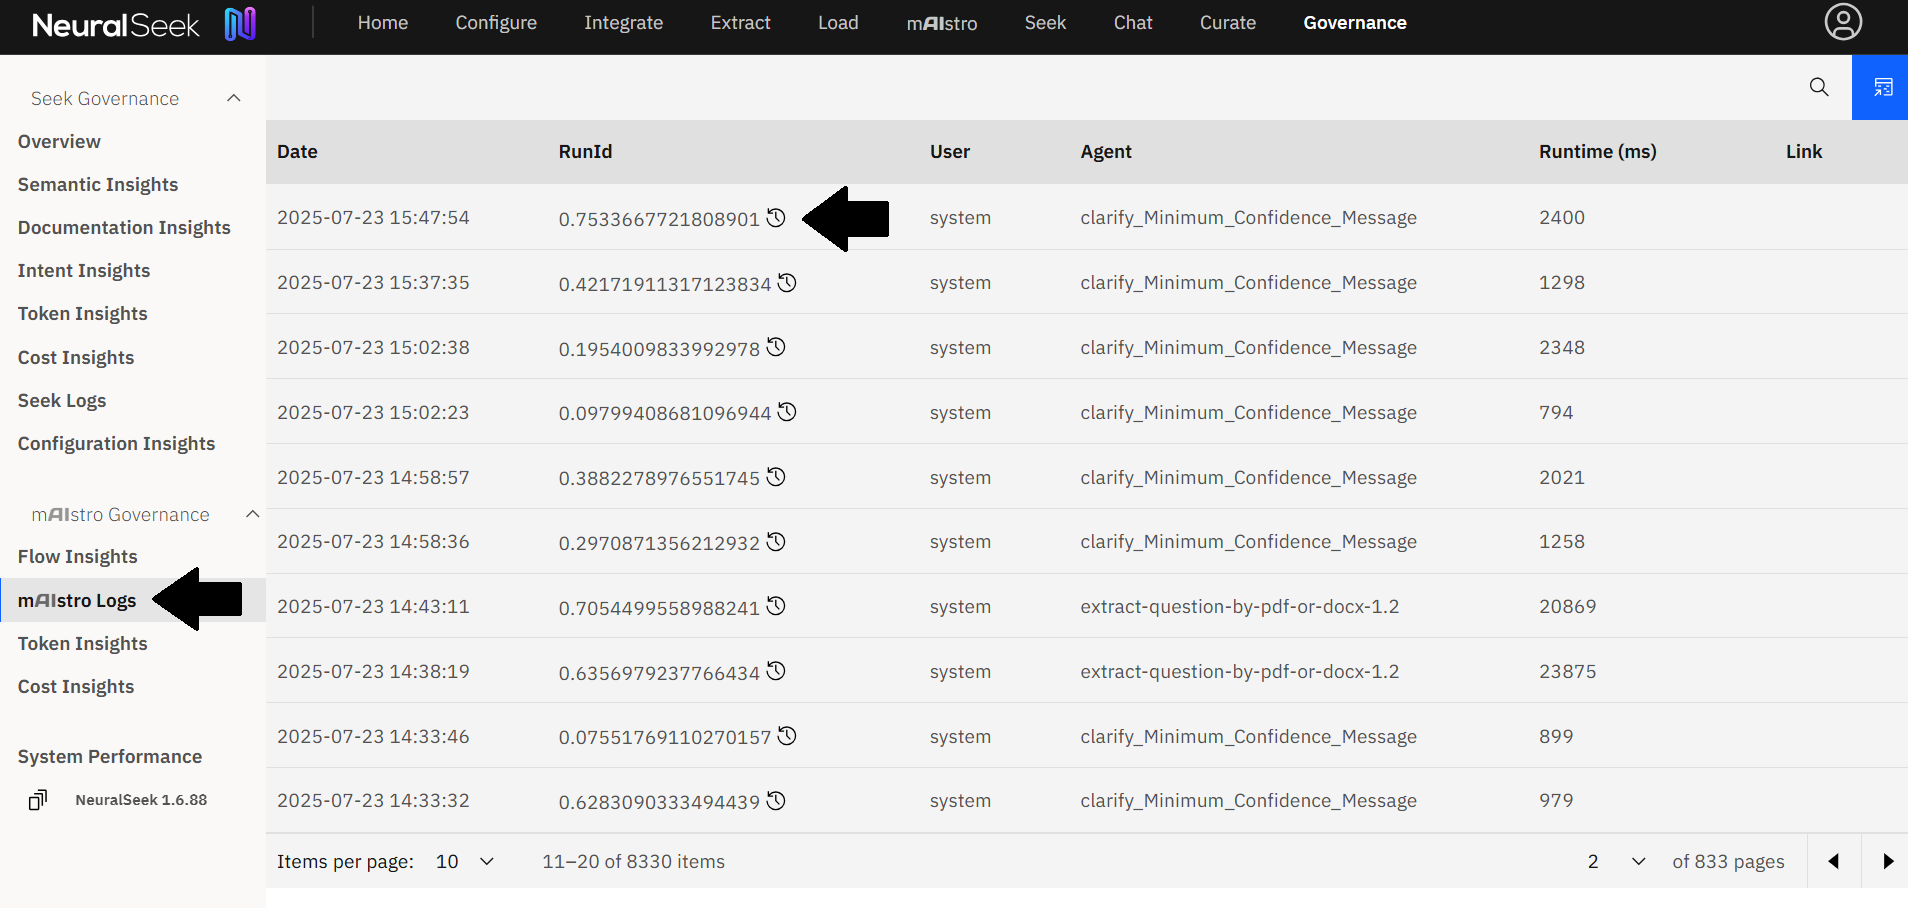 NeuralSeek Home Configure Integrate Extract Load mAIstro Seek Chat Curate Governance
Seek Governance
Overview
Semantic Insights
Documentation Insights
Intent Insights
Token Insights
Cost Insights
Seek Logs
Configuration Insights
mAIstro Governance
Flow Insights
mAIstro Logs
Token Insights
Cost Insights
System Performance
NeuralSeek 1.6.88
Date RunId User Agent Runtime (ms) Link
2025-07-23 15:47:54 0.7533667721808901 system clarify_Minimum_Confidence_Message 2400
2025-07-23 15:37:35 0.42171911317123834 system clarify_Minimum_Confidence_Message 1298
2025-07-23 15:02:38 0.1954009833992978 system clarify_Minimum_Confidence_Message 2348
2025-07-23 15:02:23 0.09799408681096944 system clarify_Minimum_Confidence_Message 794
2025-07-23 14:58:57 0.3882278976551745 system clarify_Minimum_Confidence_Message 2021
2025-07-23 14:58:36 0.2970871356212932 system clarify_Minimum_Confidence_Message 1258
2025-07-23 14:43:11 0.7054499558988241 system extract-question-by-pdf-or-docx-1.2 20869
2025-07-23 14:38:19 0.6356979237766434 system extract-question-by-pdf-or-docx-1.2 23875
2025-07-23 14:33:46 0.07551769110270157 system clarify_Minimum_Confidence_Message 899
2025-07-23 14:33:32 0.6283090333494439 system clarify_Minimum_Confidence_Message 979
Items per page: 10 11–20 of 8330 items 2 of 833 pages